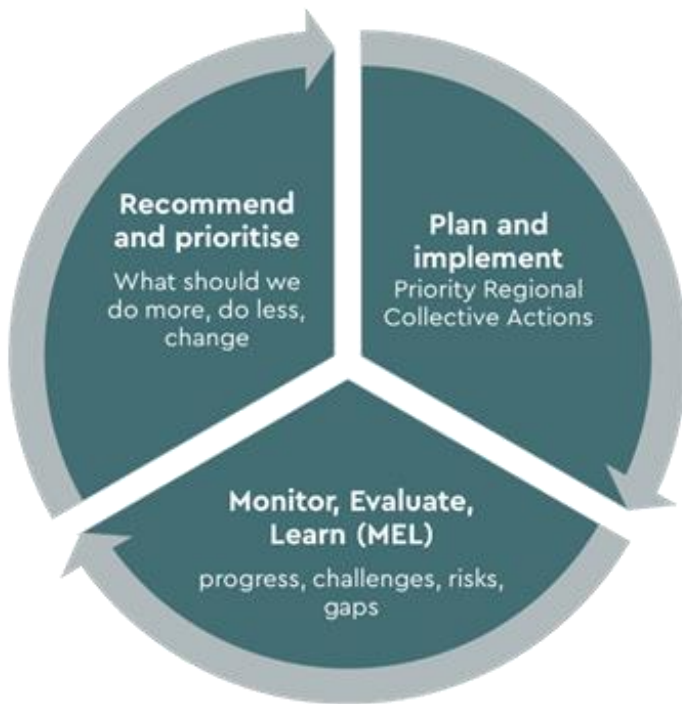 Recommend
and prioritise
What should we
do more, do less,
change
Plan and
implement
Priority Regional
Collective Actions
Monitor, Evaluate,
Learn (MEL)
progress, challenges, risks,
gaps